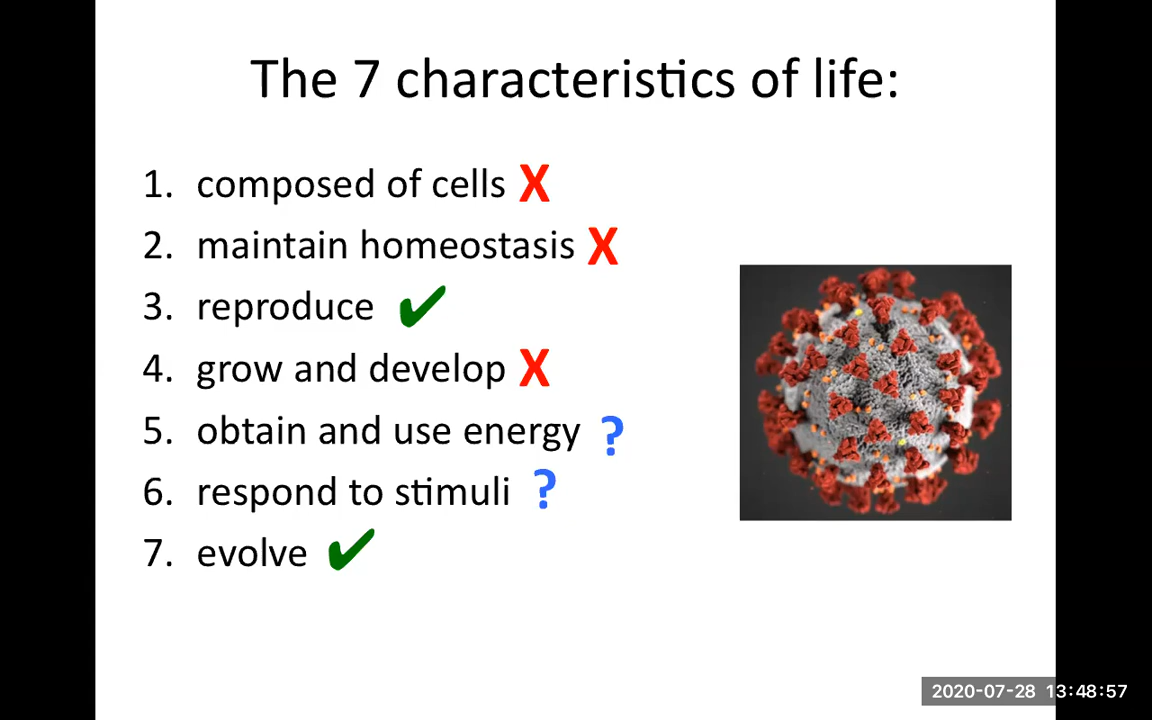 The 7 characteristics of life:
1. composed of cells X
2. maintain homeostasis X
3. reproduce ✔
4. grow and develop X
5. obtain and use energy ?
6. respond to stimuli ?
7. evolve ✔
2020-07-28 13:48:57